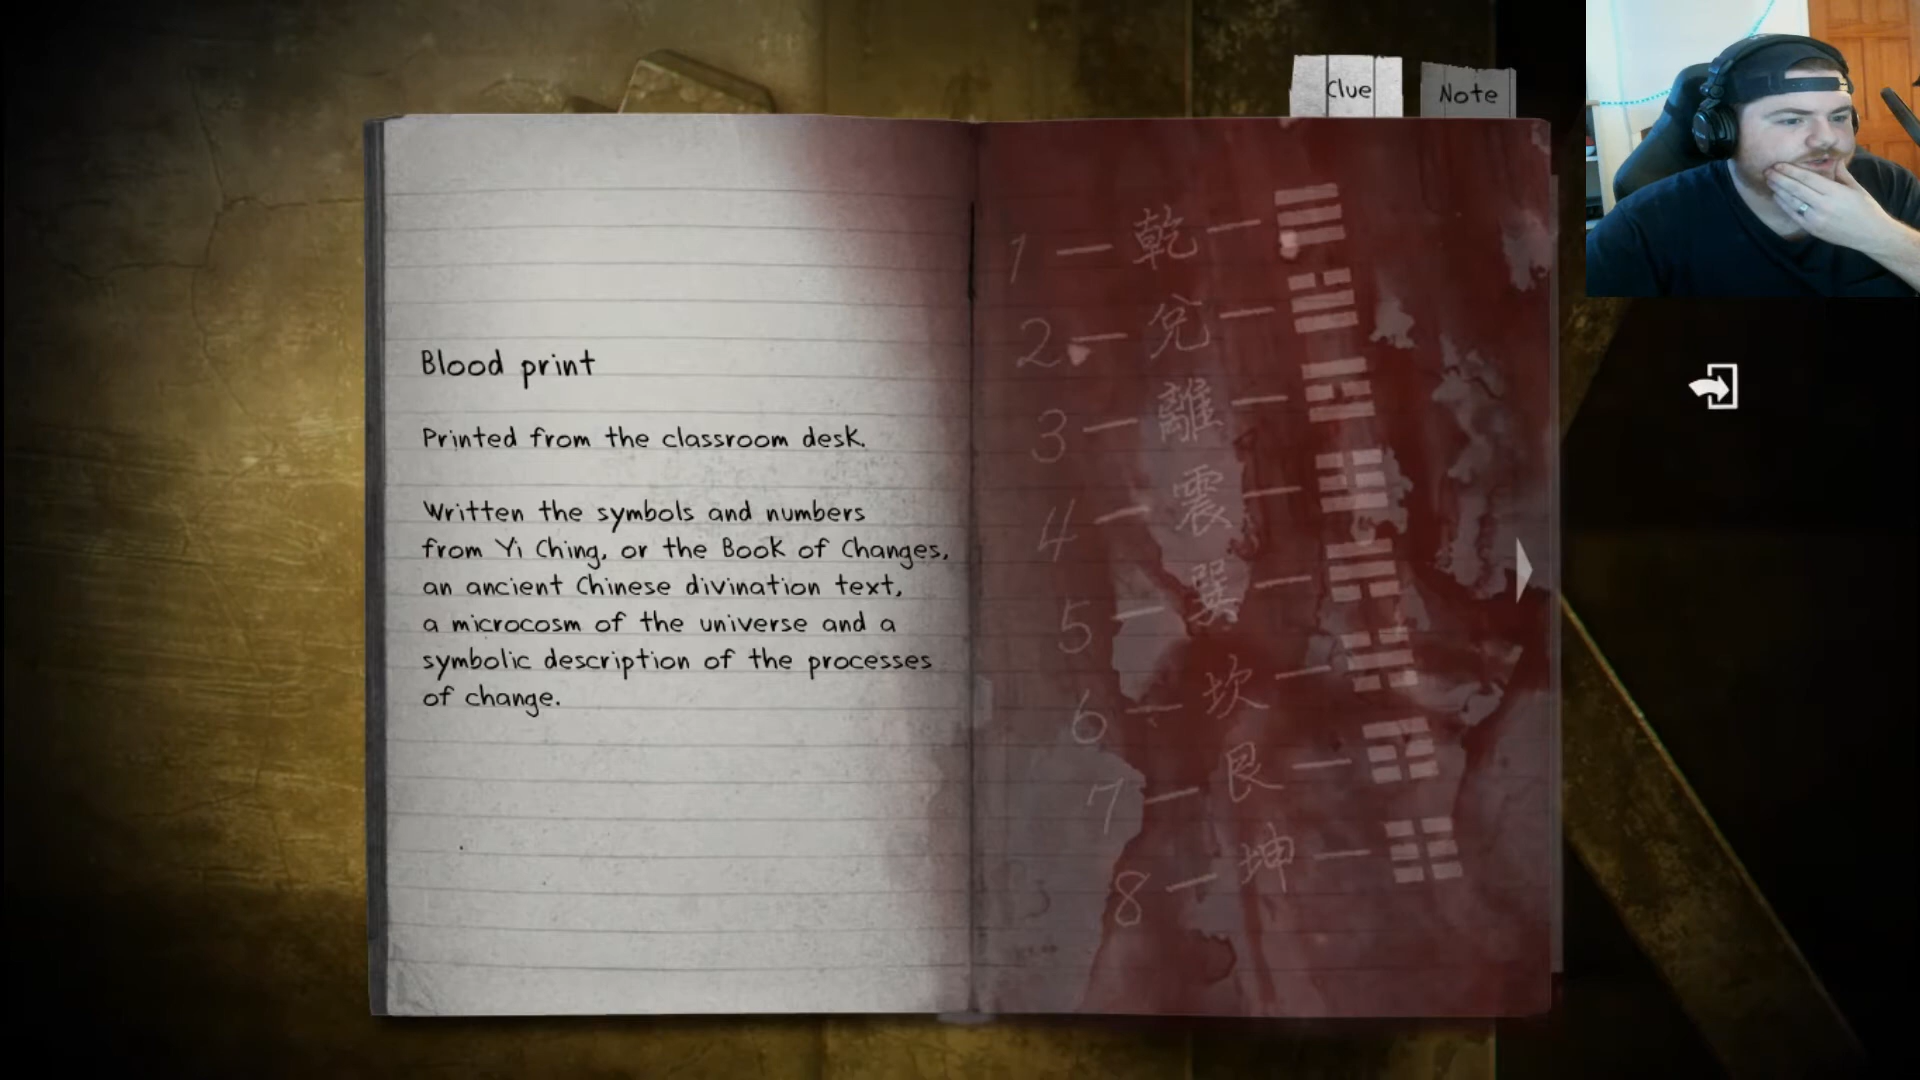 Clue
Note
Blood print
Printed from the classroom desk.
Written the symbols and numbers
from Yi Ching, or the Book of Changes,
an ancient Chinese divination text,
a microcosm of the universe and a
symbolic description of the processes
of change.
1 — 乾 — ☰
2 — 兌 — ☱
3 — 離 — ☲
4 — 震 — ☳
5 — 巽 — ☴
6 — 坎 — ☵
7 — 艮 — ☶
8 — 坤 — ☷